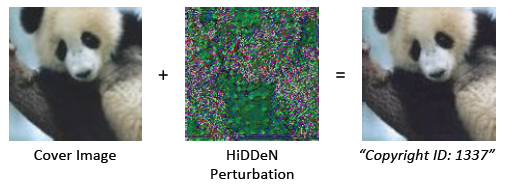 +
=
Cover Image
HiDDeN
Perturbation
“Copyright ID: 1337”